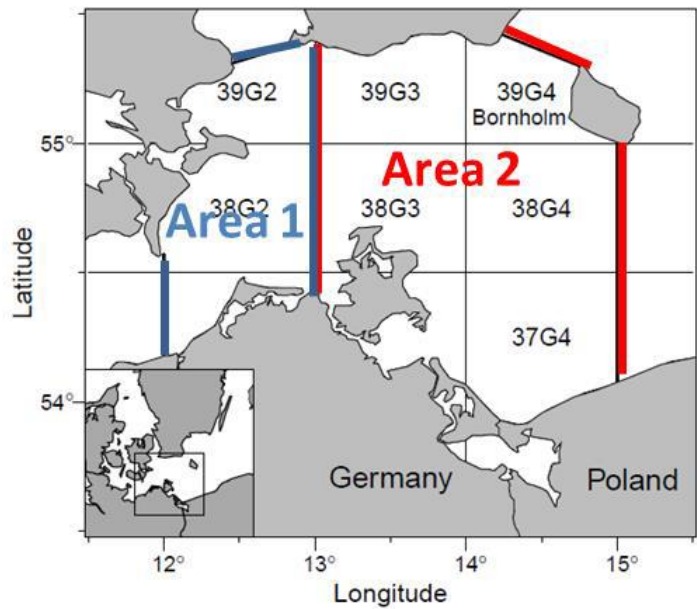 39G2
39G3
39G4
Bornholm
55°
Area 2
38G2
Area 1
38G3
38G4
Latitude
37G4
54°
Germany
Poland
12°
13°
14°
15°
Longitude